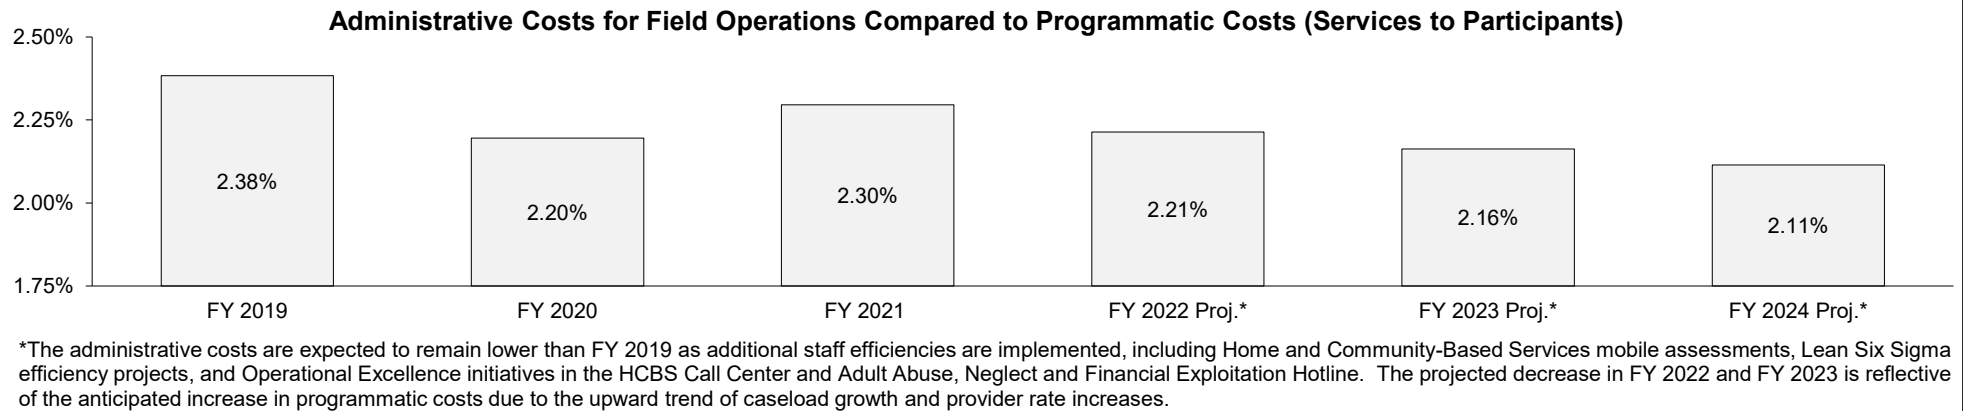 Administrative Costs for Field Operations Compared to Programmatic Costs (Services to Participants)
2.50%
2.25%
2.00%
1.75%
2.38%
2.20%
2.30%
2.21%
2.16%
2.11%
FY 2019
FY 2020
FY 2021
FY 2022 Proj.*
FY 2023 Proj.*
FY 2024 Proj.*
*The administrative costs are expected to remain lower than FY 2019 as additional staff efficiencies are implemented, including Home and Community-Based Services mobile assessments, Lean Six Sigma
efficiency projects, and Operational Excellence initiatives in the HCBS Call Center and Adult Abuse, Neglect and Financial Exploitation Hotline.  The projected decrease in FY 2022 and FY 2023 is reflective
of the anticipated increase in programmatic costs due to the upward trend of caseload growth and provider rate increases.